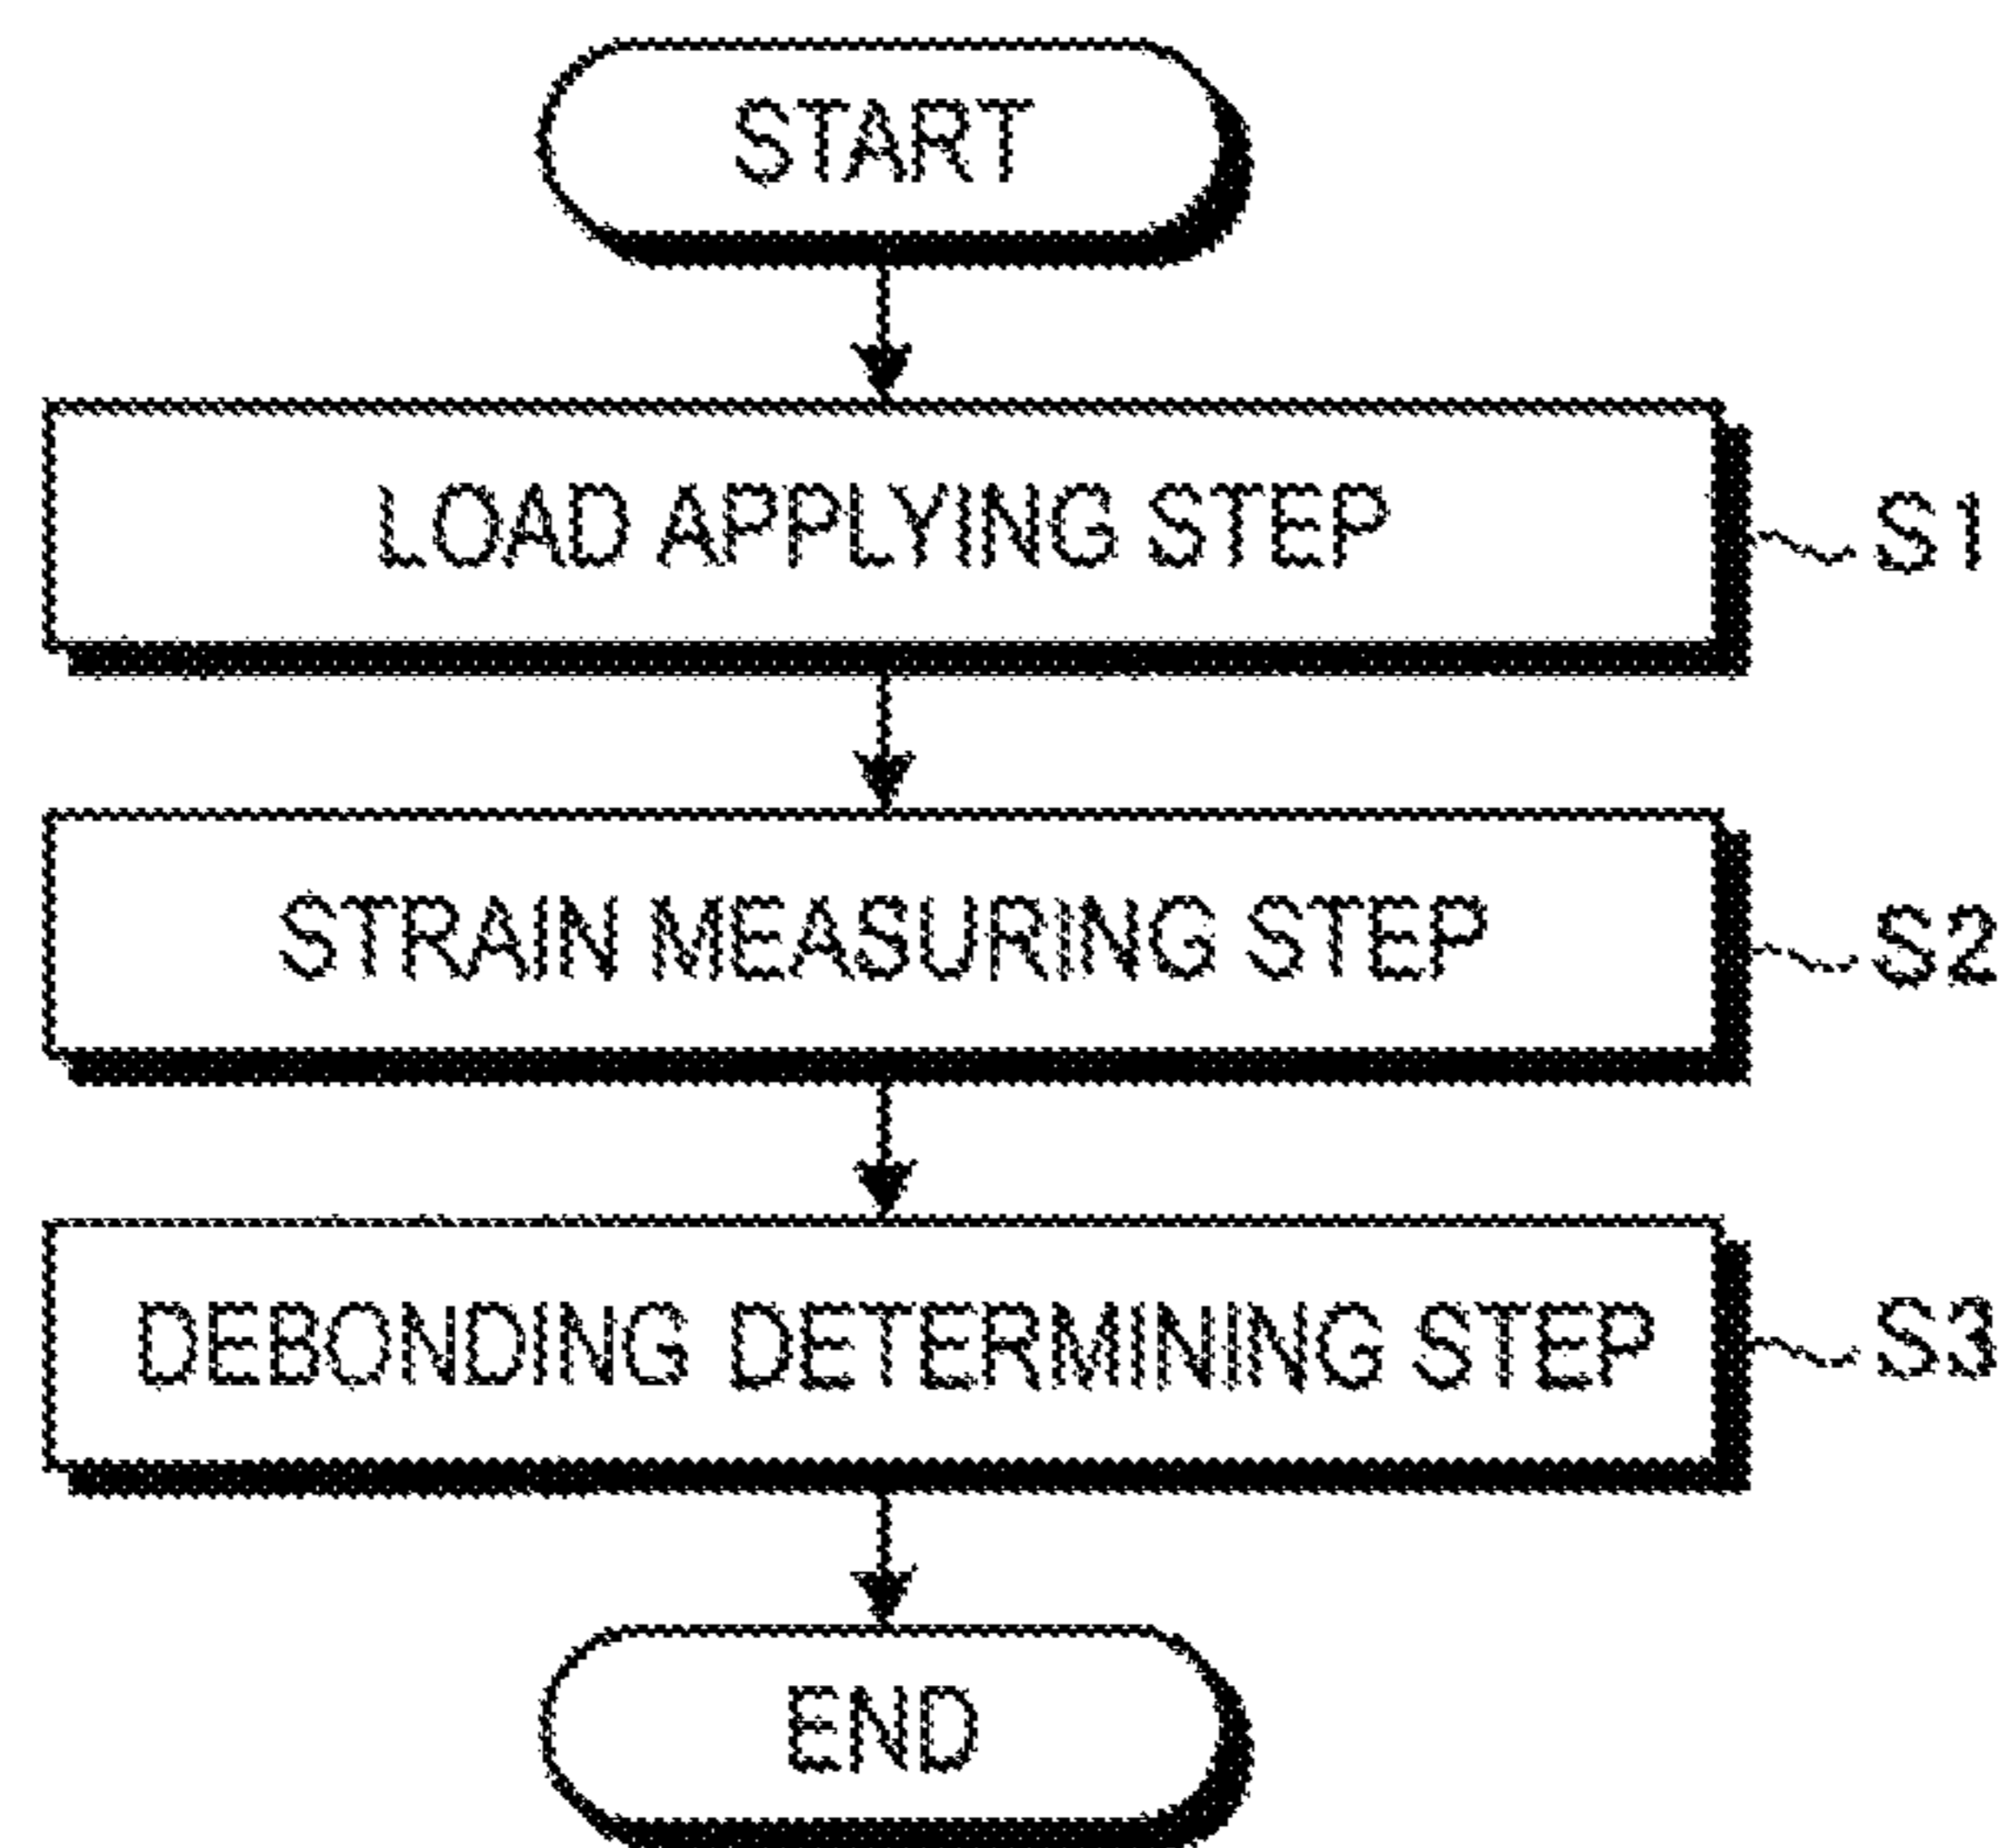 START
LOAD APPLYING STEP
S1
STRAIN MEASURING STEP
S2
DEBONDING DETERMINING STEP
S3
END